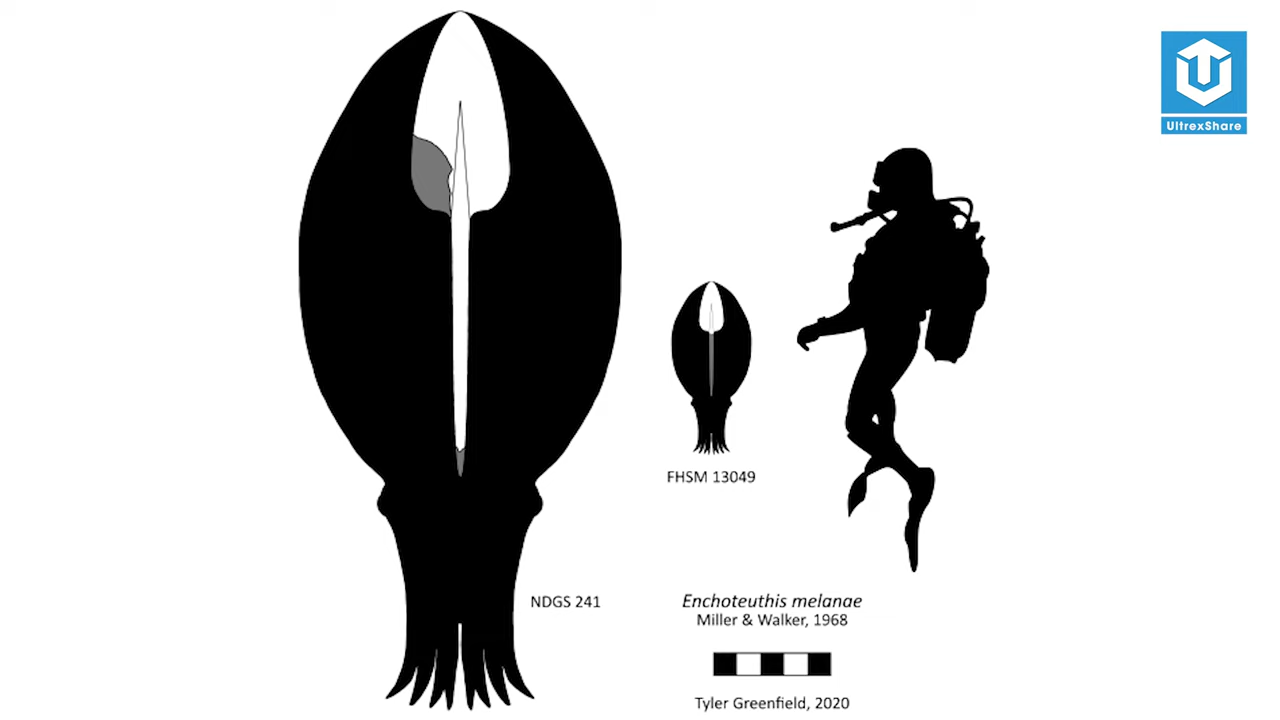 UltrexShare
FHSM 13049
NDGS 241
Enchoteuthis melanae
Miller & Walker, 1968
Tyler Greenfield, 2020